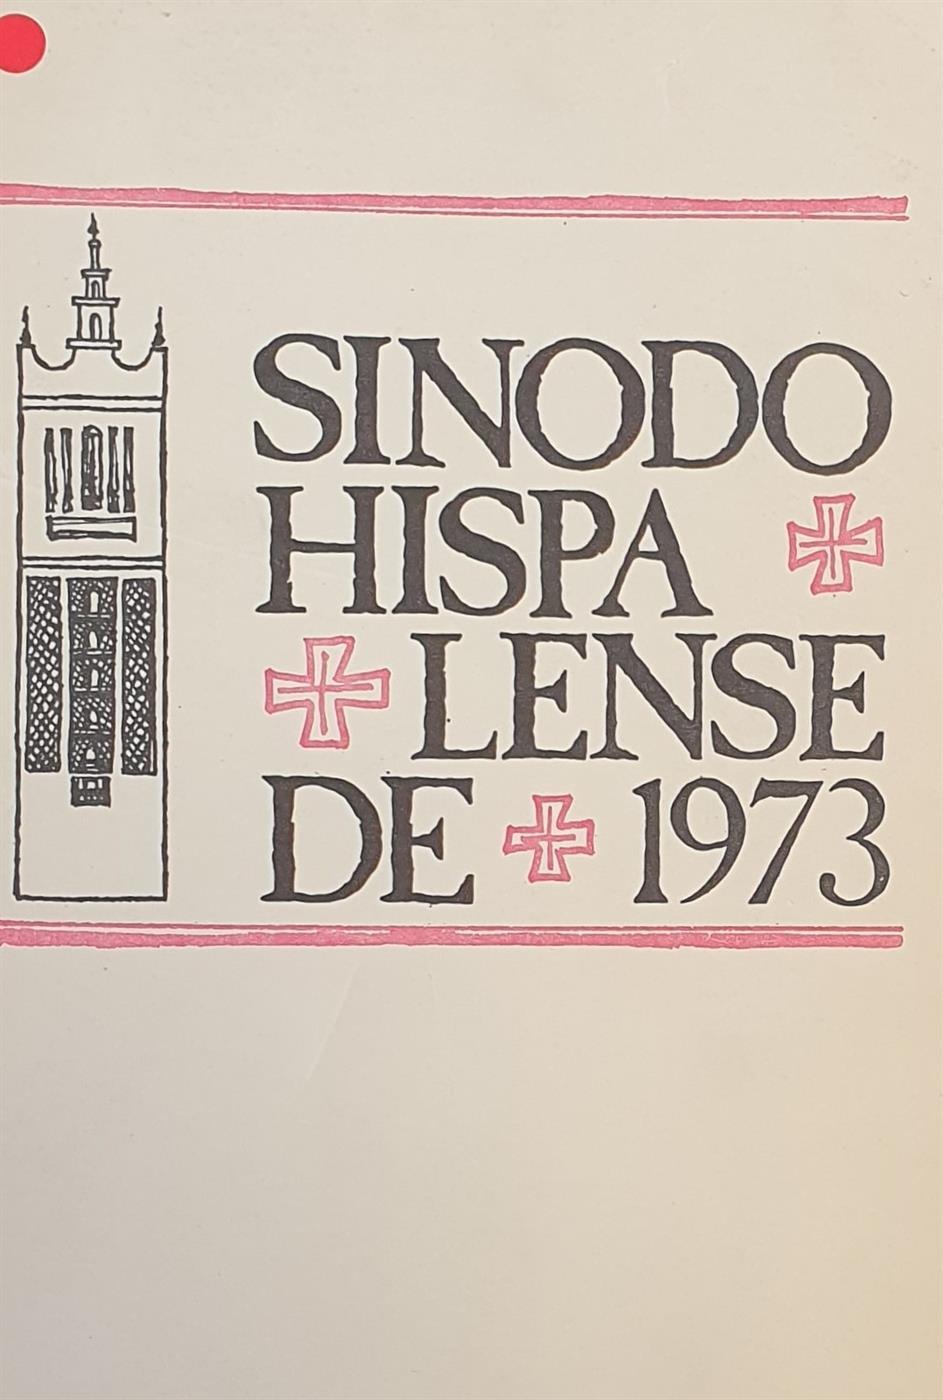 SINODO
HISPA
LENSE
DE 1973